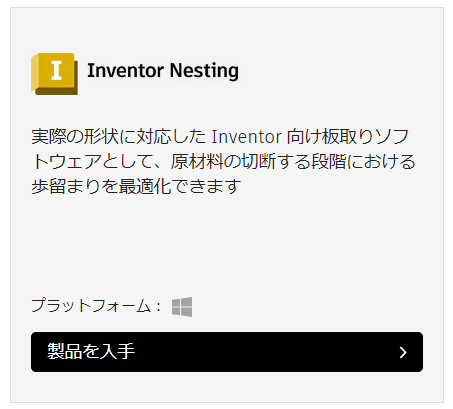 I
Inventor Nesting
実際の形状に対応した Inventor 向け板取りソフ
トウェアとして、原材料の切断する段階における
歩留まりを最適化できます
プラットフォーム：
製品を入手